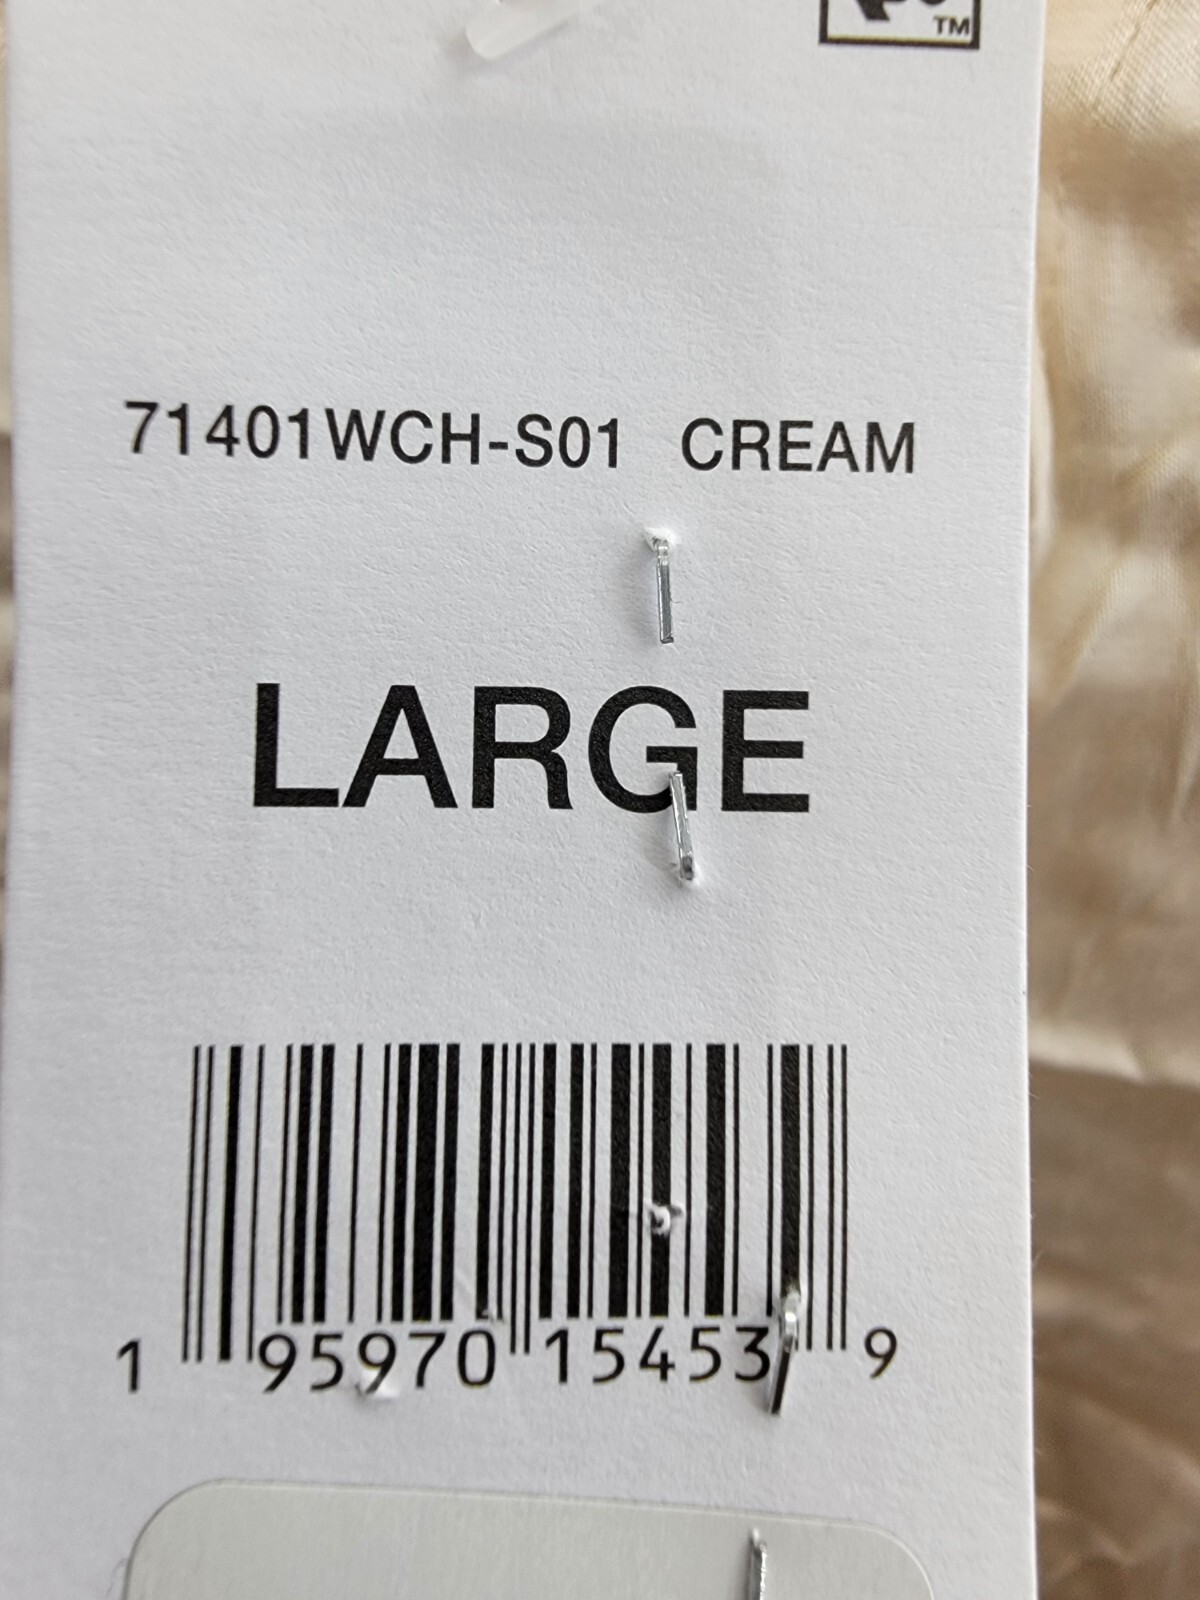 TM
71401WCH-S01 CREAM
LARGE
1 95970 15453 9